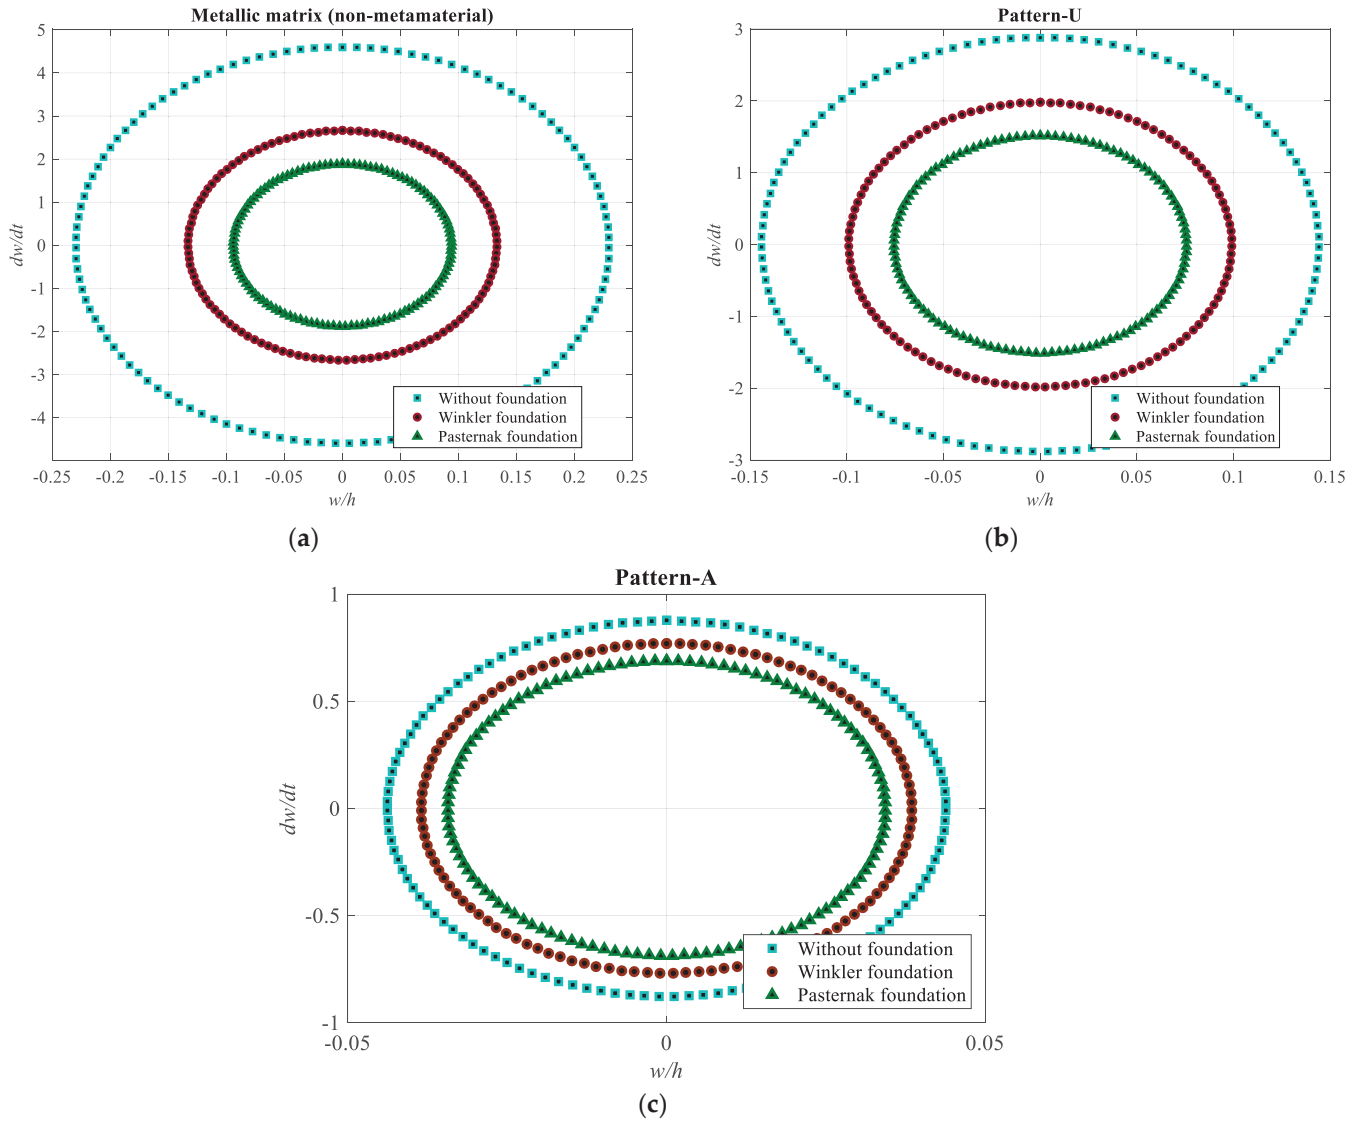 Metallic matrix (non-metamaterial)
5
4
3
2
1
0
-1
-2
-3
-4
dw/dt
-0.25 -0.2 -0.15 -0.1 -0.05 0 0.05 0.1 0.15 0.2 0.25
w/h
Without foundation
Winkler foundation
Pasternak foundation
(a)
Pattern-U
3
2
1
0
-1
-2
-3
dw/dt
-0.15 -0.1 -0.05 0 0.05 0.1 0.15
w/h
Without foundation
Winkler foundation
Pasternak foundation
(b)
Pattern-A
1
0.5
0
-0.5
-1
dw/dt
-0.05 0 0.05
w/h
Without foundation
Winkler foundation
Pasternak foundation
(c)